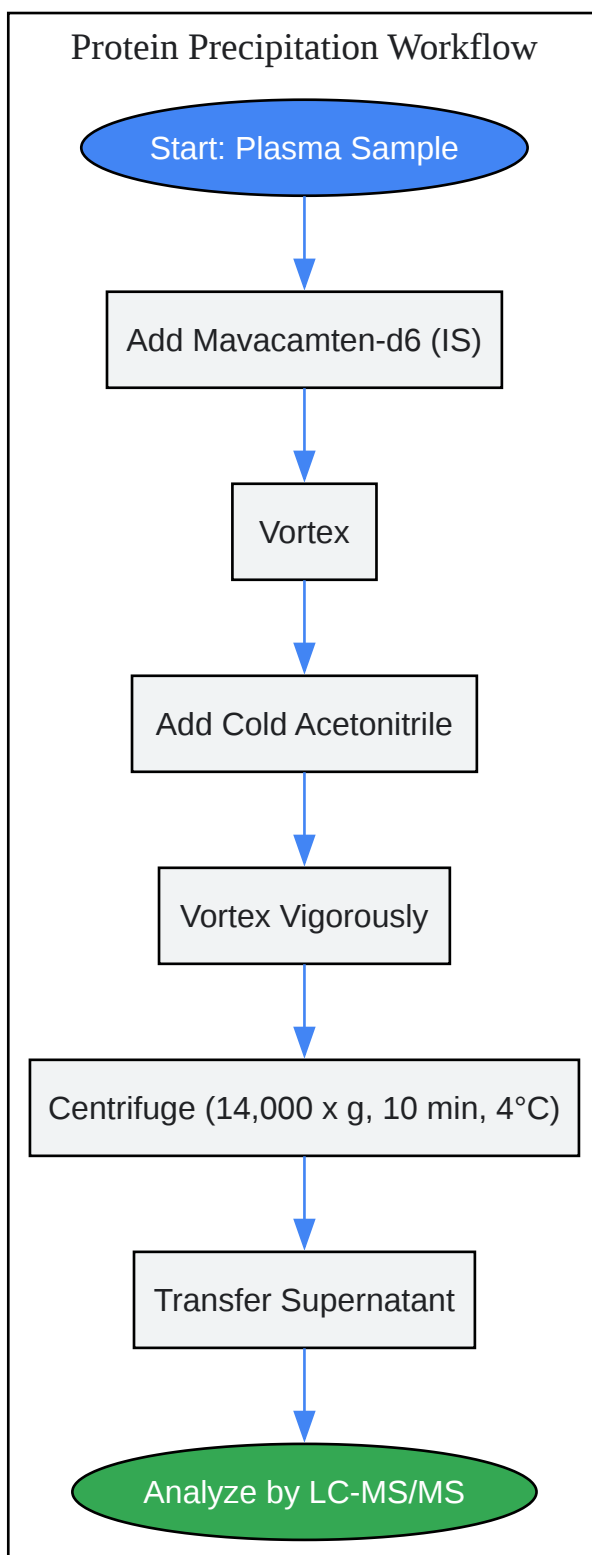 Protein Precipitation Workflow
Start: Plasma Sample
Add Mavacamten-d6 (IS)
Vortex
Add Cold Acetonitrile
Vortex Vigorously
Centrifuge (14,000 x g, 10 min, 4°C)
Transfer Supernatant
Analyze by LC-MS/MS